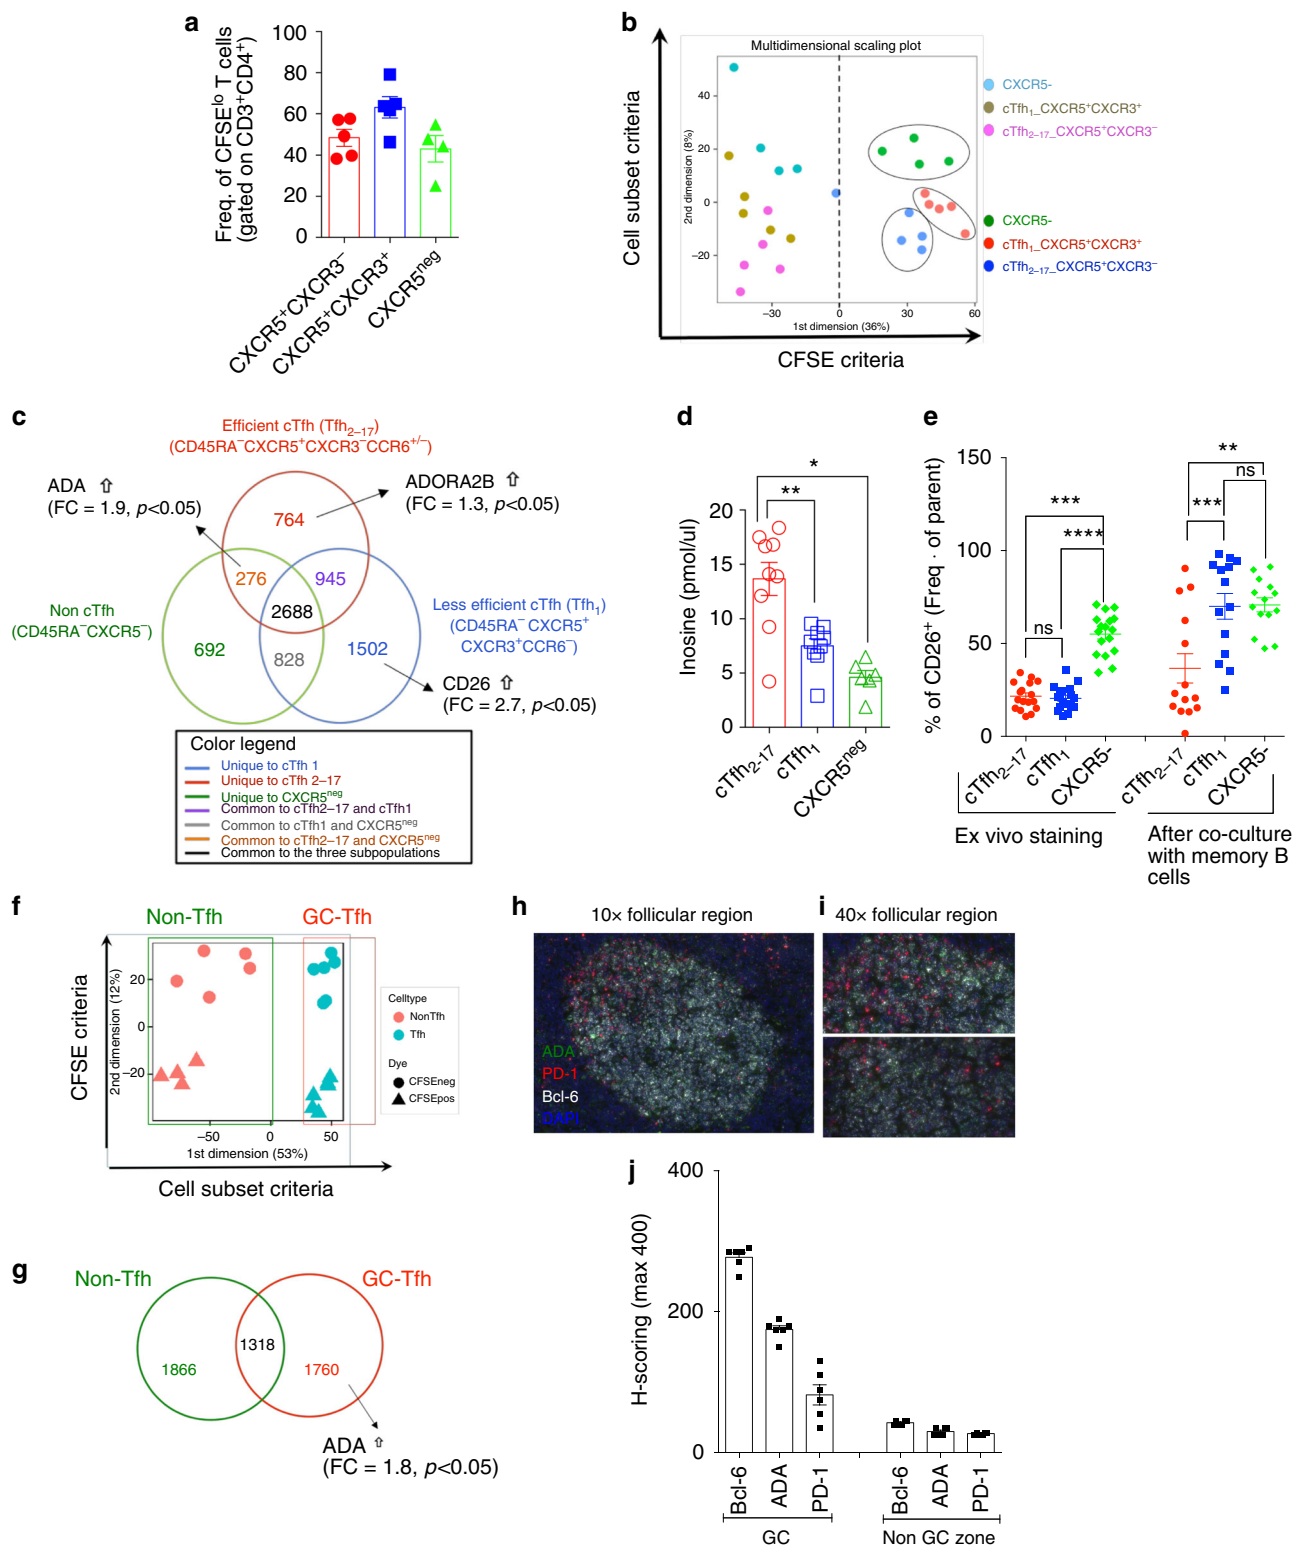 a
Freq. of CFSE^lo T cells
(gated on CD3⁺CD4⁺)
100
80
60
40
20
0
CXCR5⁺CXCR3⁻
CXCR5⁺CXCR3⁺
CXCR5^neg
b
Multidimensional scaling plot
Cell subset criteria
2nd dimension (8%)
40
20
0
−20
−30
0
30
60
1st dimension (36%)
CFSE criteria
CXCR5-
cTfh₁_CXCR5⁺CXCR3⁺
cTfh₂₋₁₇_CXCR5⁺CXCR3⁻
CXCR5-
cTfh₁_CXCR5⁺CXCR3⁺
cTfh₂₋₁₇_CXCR5⁺CXCR3⁻
c
Efficient cTfh (Tfh₂₋₁₇)
(CD45RA⁻CXCR5⁺CXCR3⁻CCR6⁺/⁻)
ADA ⇧
(FC = 1.9, p<0.05)
ADORA2B ⇧
(FC = 1.3, p<0.05)
764
276
945
2688
692
828
1502
Non cTfh
(CD45RA⁻CXCR5⁻)
Less efficient cTfh (Tfh₁)
(CD45RA⁻ CXCR5⁺
CXCR3⁺CCR6⁻)
CD26 ⇧
(FC = 2.7, p<0.05)
Color legend
Unique to cTfh 1
Unique to cTfh 2–17
Unique to CXCR5^neg
Common to cTfh2–17 and cTfh1
Common to cTfh1 and CXCR5^neg
Common to cTfh2–17 and CXCR5^neg
Common to the three subpopulations
d
*
**
Inosine (pmol/ul)
20
15
10
5
0
cTfh₂₋₁₇
cTfh₁
CXCR5^neg
e
% of CD26⁺ (Freq · of parent)
150
100
50
0
***
****
ns
**
ns
***
cTfh₂₋₁₇
cTfh₁
CXCR5-
cTfh₂₋₁₇
cTfh₁
CXCR5-
Ex vivo staining
After co-culture
with memory B
cells
f
Non-Tfh
GC-Tfh
CFSE criteria
2nd dimension (12%)
20
0
−20
−50
0
50
1st dimension (53%)
Cell subset criteria
Celltype
NonTfh
Tfh
Dye
CFSEneg
CFSEpos
g
Non-Tfh
GC-Tfh
1866
1318
1760
ADA ⇧
(FC = 1.8, p<0.05)
h
10× follicular region
ADA
PD-1
Bcl-6
DAPI
i
40× follicular region
j
H-scoring (max 400)
400
200
0
Bcl-6
ADA
PD-1
Bcl-6
ADA
PD-1
GC
Non GC zone